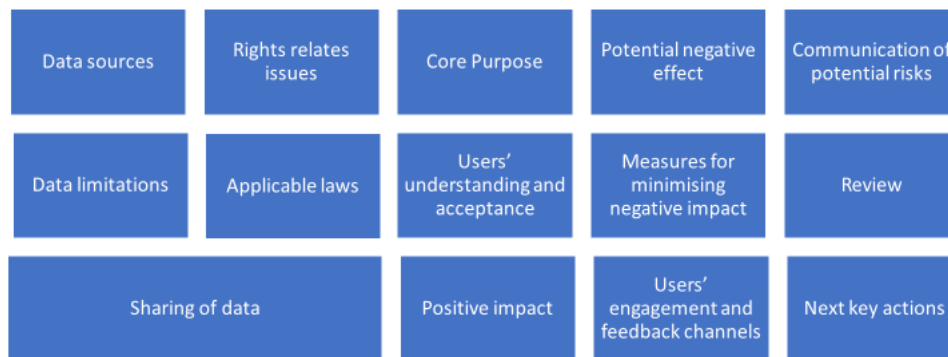 Data sources
Rights relates
issues
Core Purpose
Potential negative
effect
Communication of
potential risks
Data limitations
Applicable laws
Users'
understanding and
acceptance
Measures for
minimising
negative impact
Review
Sharing of data
Positive impact
Users'
engagement and
feedback channels
Next key actions